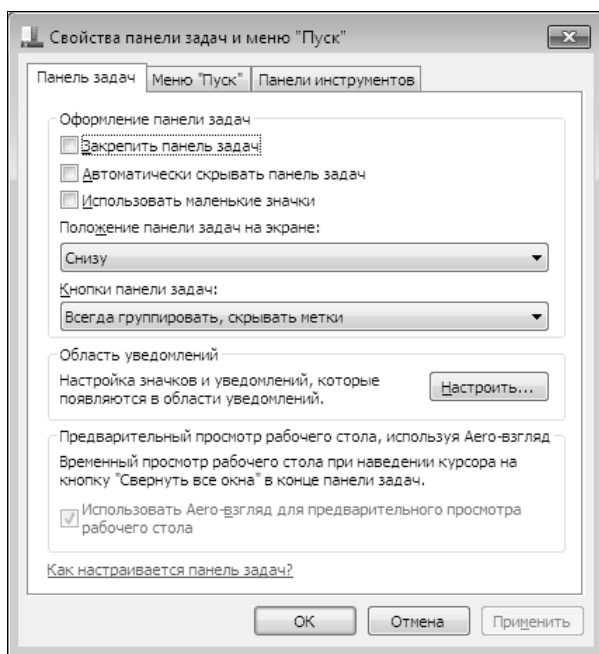 Свойства панели задач и меню "Пуск"
Панель задач Меню "Пуск" Панели инструментов
Оформление панели задач
Закрепить панель задач
Автоматически скрывать панель задач
Использовать маленькие значки
Положение панели задач на экране:
Снизу
Кнопки панели задач:
Всегда группировать, скрывать метки
Область уведомлений
Настройка значков и уведомлений, которые
появляются в области уведомлений.
Настроить...
Предварительный просмотр рабочего стола, используя Aero-взгляд
Временный просмотр рабочего стола при наведении курсора на
кнопку "Свернуть все окна" в конце панели задач.
Использовать Aero-взгляд для предварительного просмотра
рабочего стола
Как настраивается панель задач?
ОК Отмена Применить